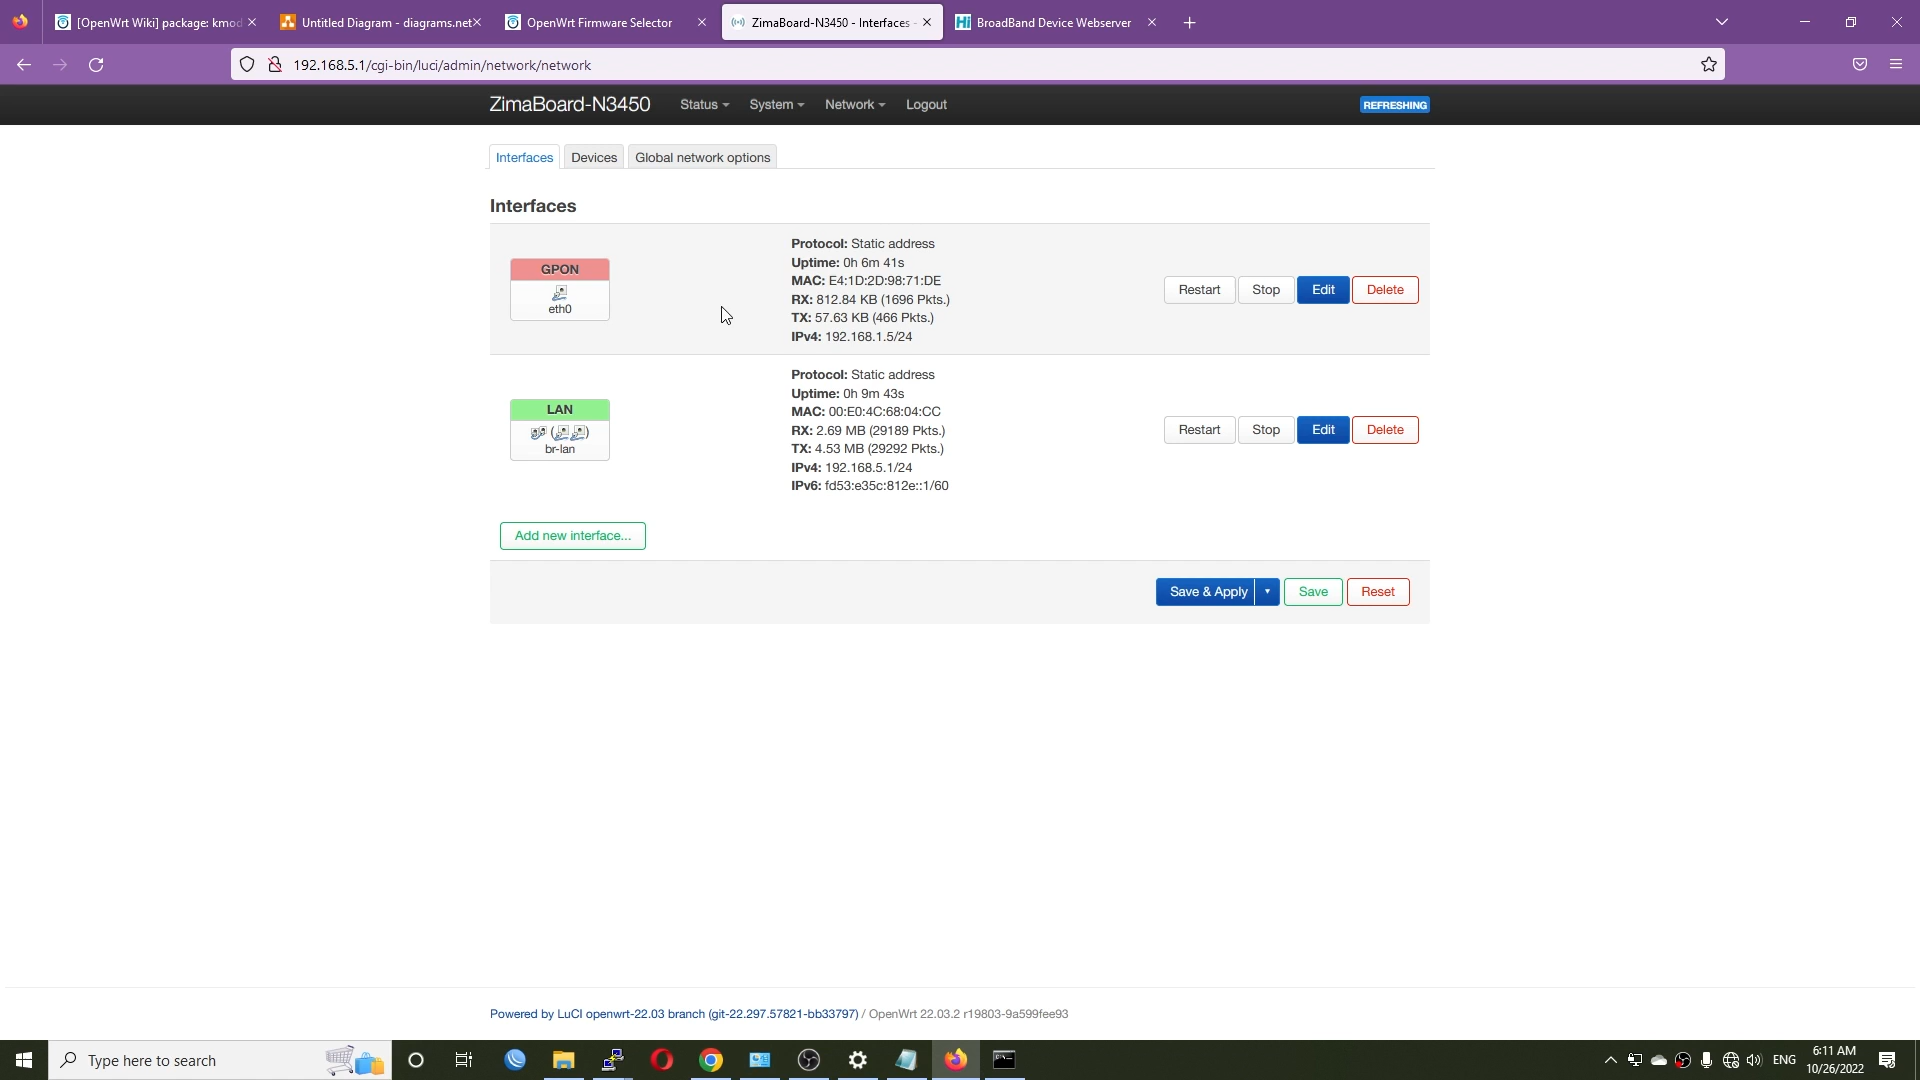 [OpenWrt Wiki] package: kmod
Untitled Diagram - diagrams.net
OpenWrt Firmware Selector
ZimaBoard-N3450 - Interfaces -
BroadBand Device Webserver
192.168.5.1/cgi-bin/luci/admin/network/network
ZimaBoard-N3450
Status
System
Network
Logout
REFRESHING
Interfaces
Devices
Global network options
Interfaces
GPON
eth0
Protocol: Static address
Uptime: 0h 6m 41s
MAC: E4:1D:2D:98:71:DE
RX: 812.84 KB (1696 Pkts.)
TX: 57.63 KB (466 Pkts.)
IPv4: 192.168.1.5/24
Restart
Stop
Edit
Delete
LAN
br-lan
Protocol: Static address
Uptime: 0h 9m 43s
MAC: 00:E0:4C:68:04:CC
RX: 2.69 MB (29189 Pkts.)
TX: 4.53 MB (29292 Pkts.)
IPv4: 192.168.5.1/24
IPv6: fd53:e35c:812e::1/60
Restart
Stop
Edit
Delete
Add new interface...
Save & Apply
Save
Reset
Powered by LuCI openwrt-22.03 branch (git-22.297.57821-bb33797) / OpenWrt 22.03.2 r19803-9a599fee93
Type here to search
ENG
6:11 AM
10/26/2022